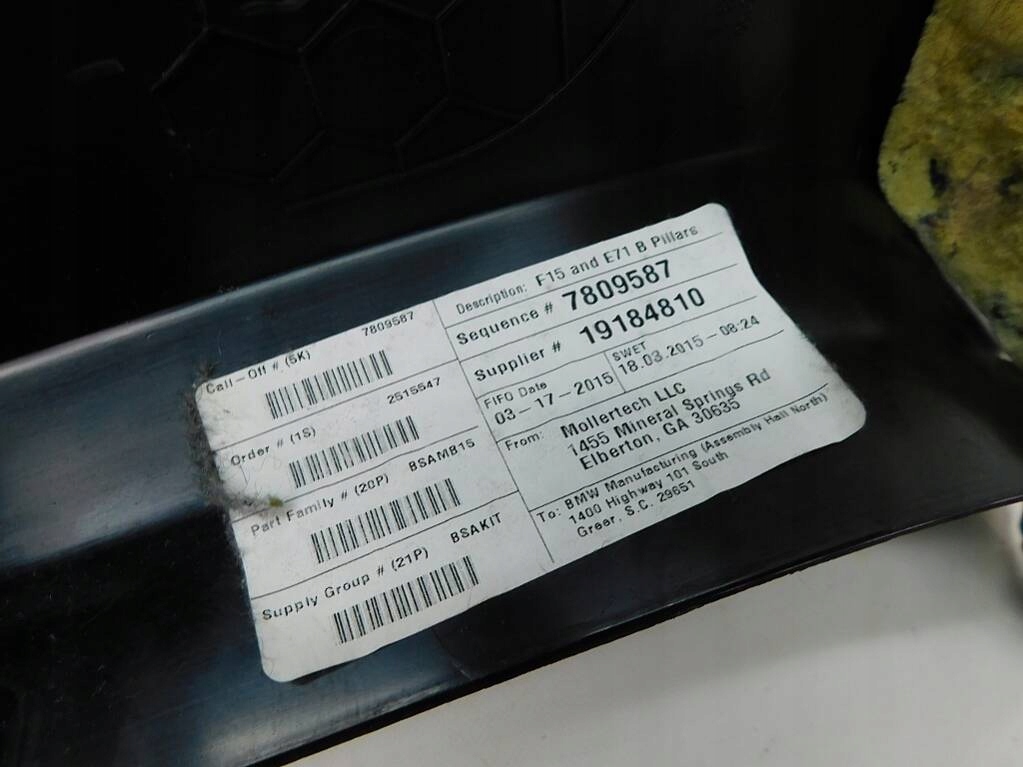 Call-Off # (5K) 7809587
Order # (1S) 2515547
Part Family # (20P) BSAMB15
Supply Group # (21P) BSAKIT
Description: F15 and E71 B Pillars
Sequence # 7809587
Supplier # 19184810
FIFO Date
03-17-2015
SWET
18.03.2015-08:24
From: Mollertech LLC
1455 Mineral Springs Rd
Elberton, GA 30635
To: BMW Manufacturing (Assembly Hall North)
1400 Highway 101 South
Greer, S.C. 29651